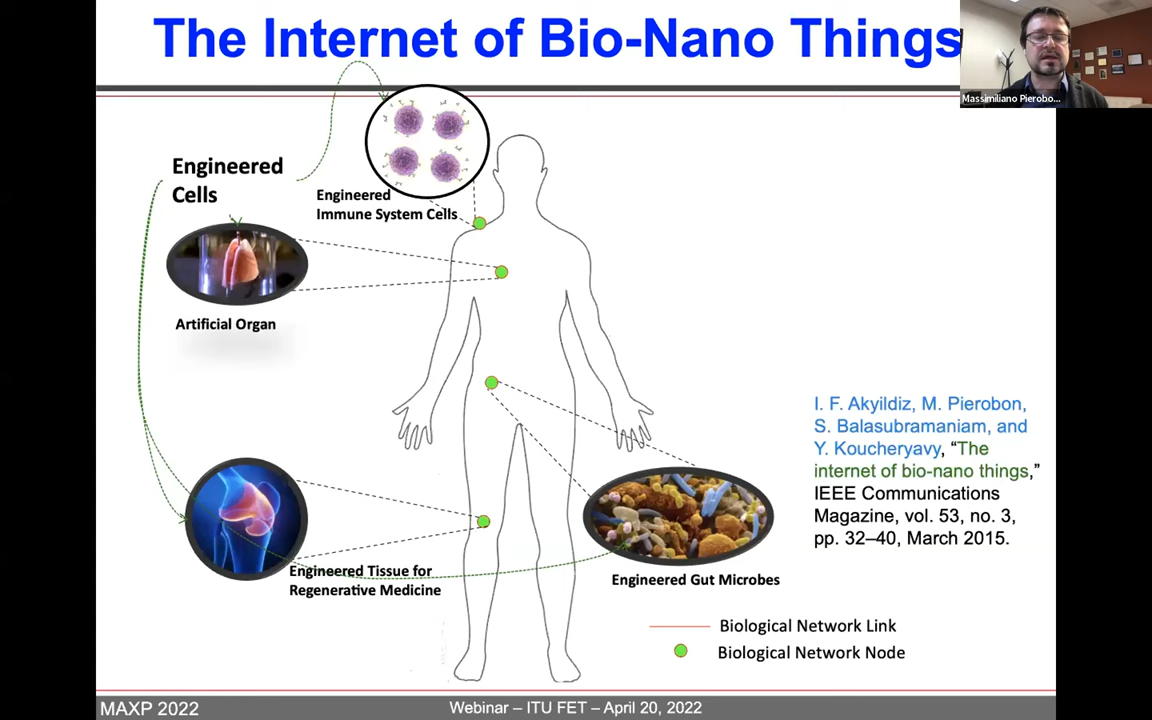 The Internet of Bio-Nano Things
Massimiliano Pierobo...
Engineered
Cells
Engineered
Immune System Cells
Artificial Organ
I. F. Akyildiz, M. Pierobon,
S. Balasubramaniam, and
Y. Koucheryavy, “The
internet of bio-nano things,”
IEEE Communications
Magazine, vol. 53, no. 3,
pp. 32–40, March 2015.
Engineered Tissue for
Regenerative Medicine
Engineered Gut Microbes
Biological Network Link
Biological Network Node
MAXP 2022
Webinar – ITU FET – April 20, 2022